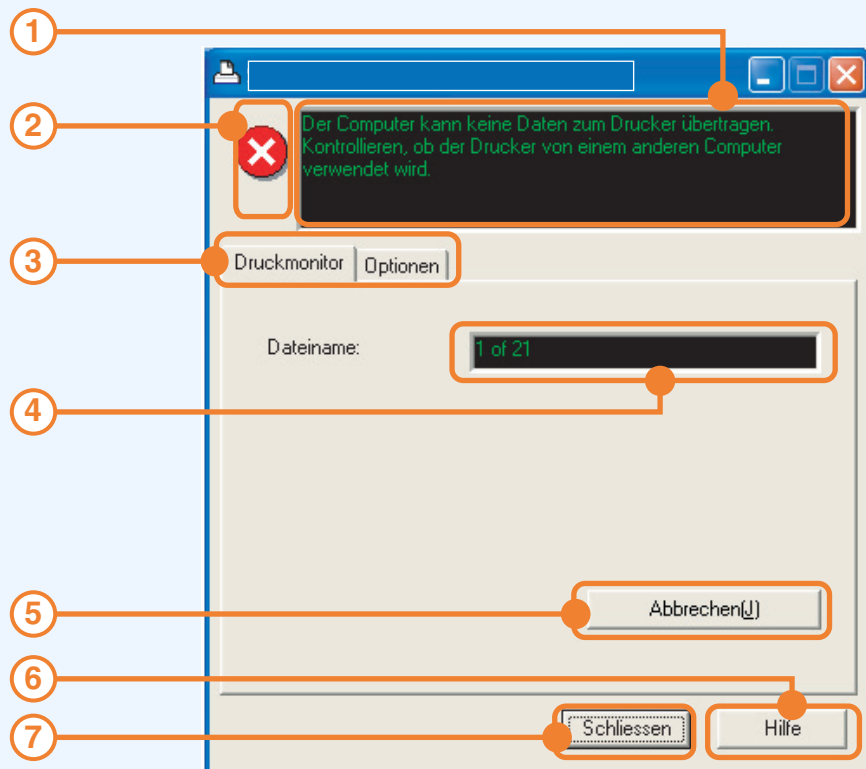 1
2
Der Computer kann keine Daten zum Drucker übertragen.
Kontrollieren, ob der Drucker von einem anderen Computer
verwendet wird.
3
Druckmonitor
Optionen
Dateiname:
1 of 21
4
5
Abbrechen(J)
6
7
Schliessen
Hilfe